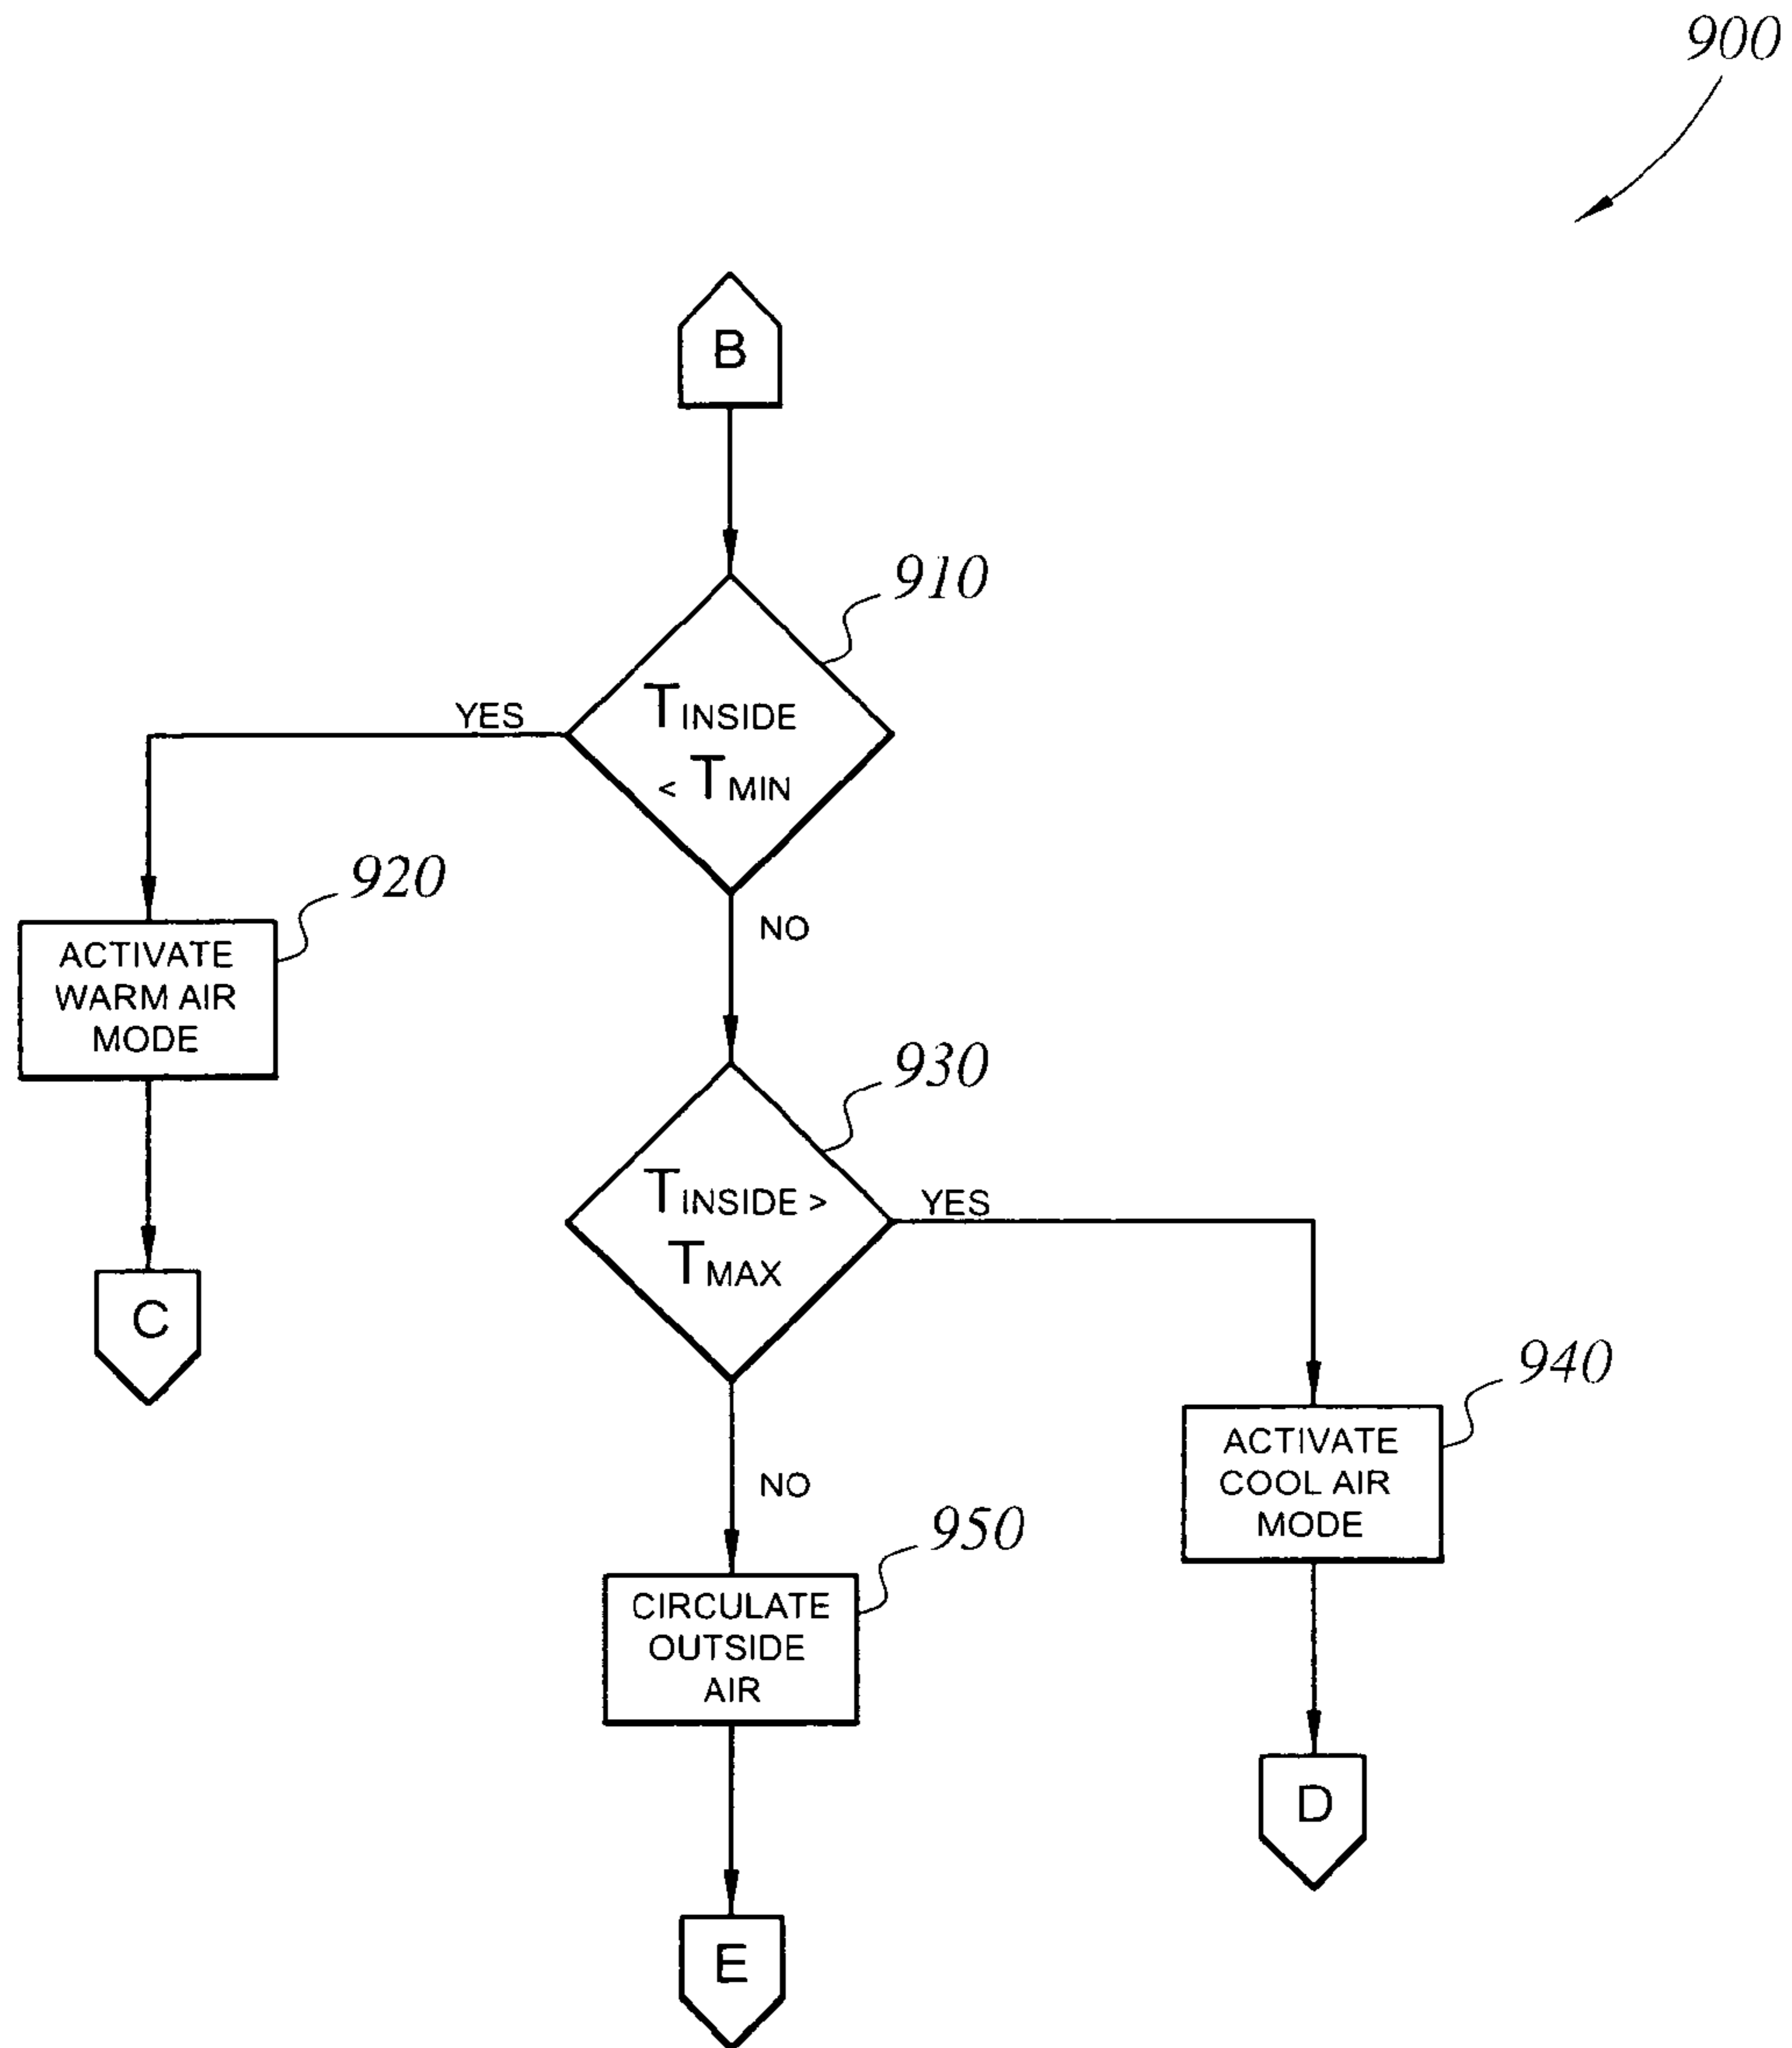 900
B
910
TINSIDE
< TMIN
YES
NO
920
ACTIVATE
WARM AIR
MODE
C
930
TINSIDE >
TMAX
YES
NO
940
ACTIVATE
COOL AIR
MODE
D
950
CIRCULATE
OUTSIDE
AIR
E